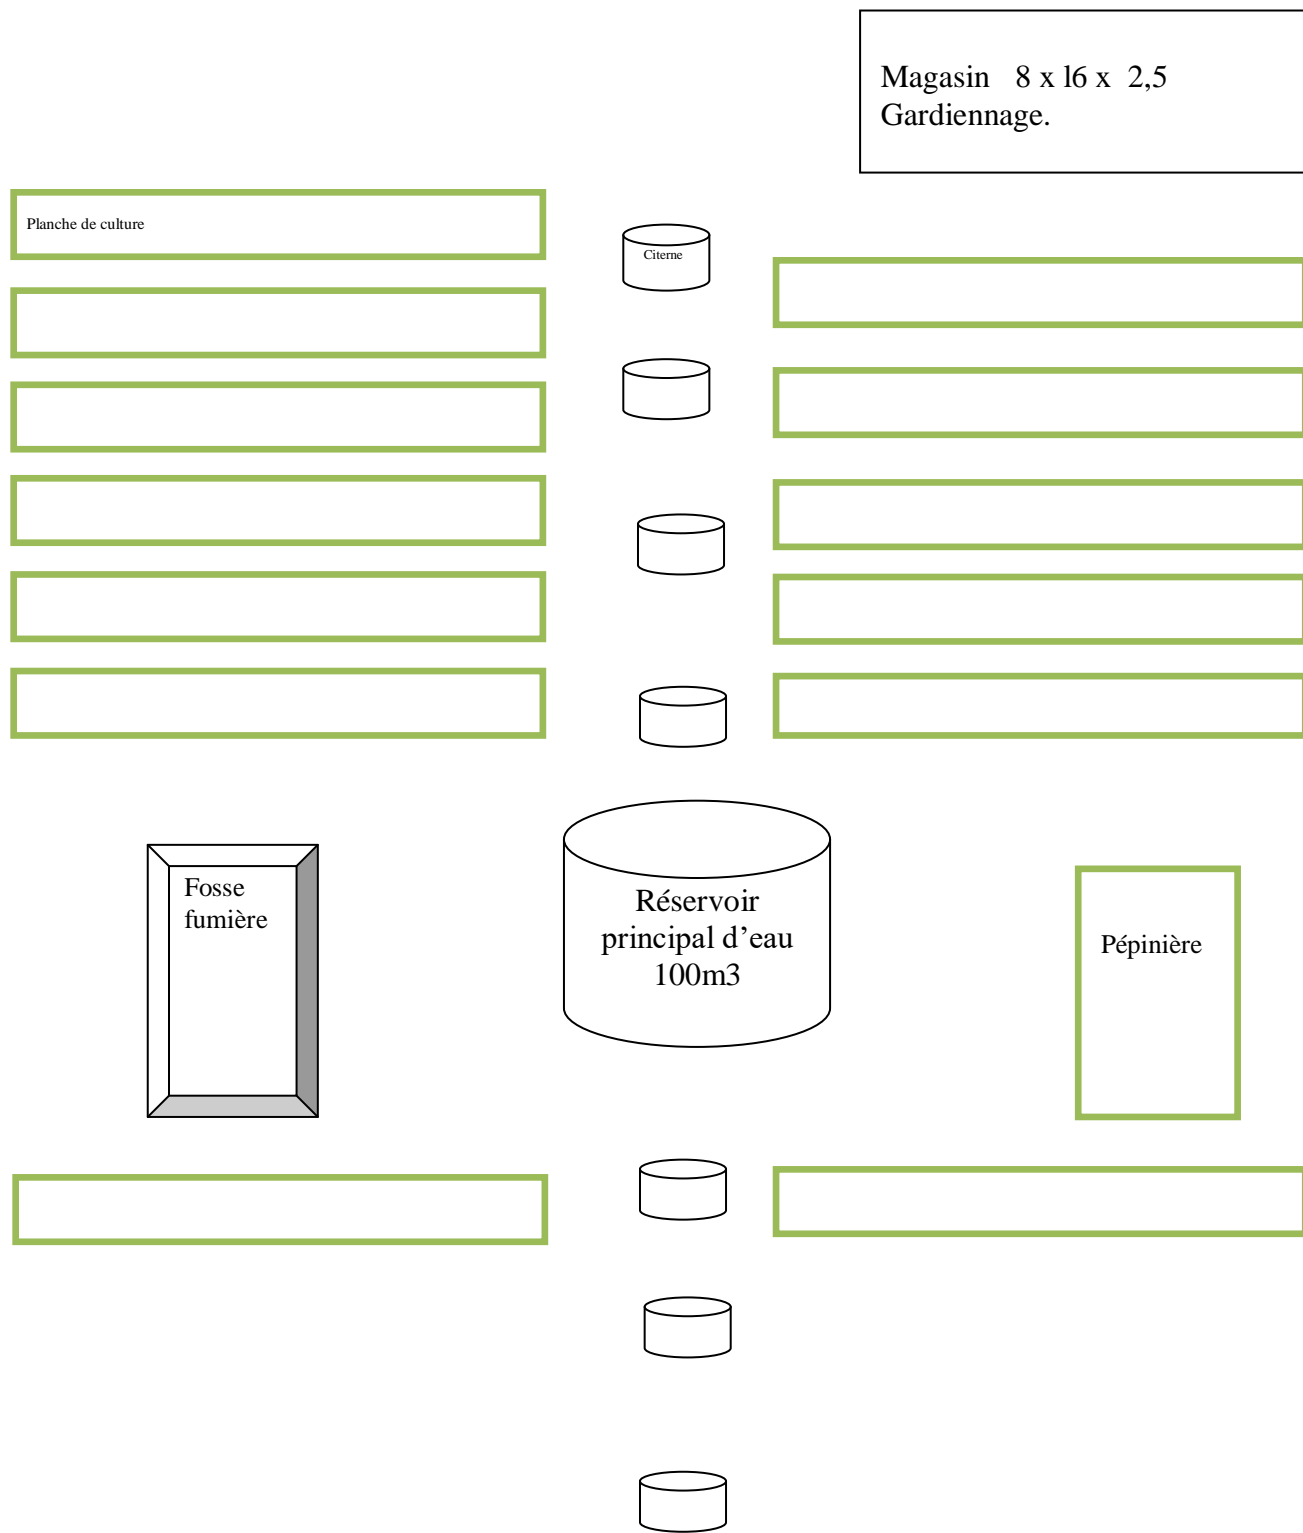 Magasin 8 x l6 x 2,5
Gardiennage.
Planche de culture
Citerne
Fosse
fumière
Réservoir
principal d’eau
100m3
Pépinière